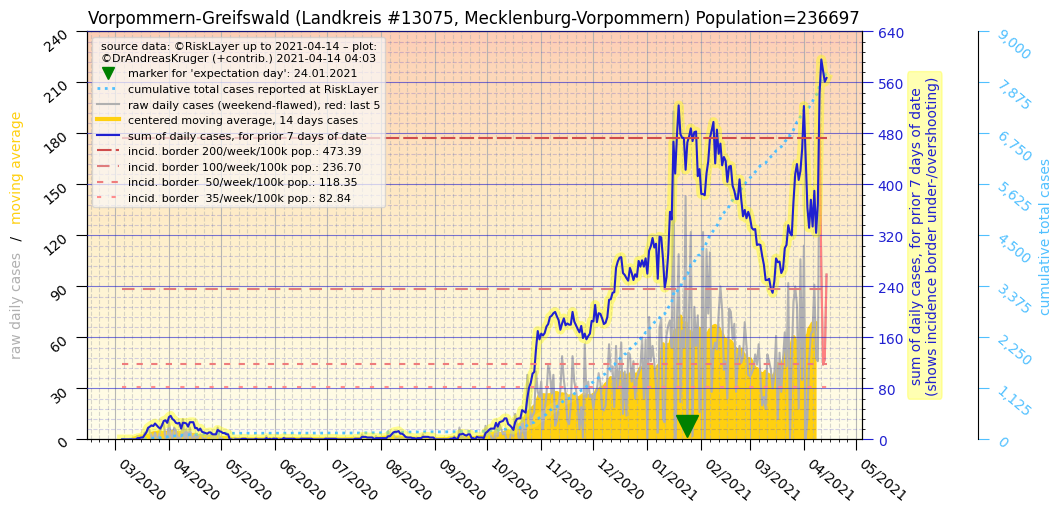 Vorpommern-Greifswald (Landkreis #13075, Mecklenburg-Vorpommern) Population=236697
source data: ©RiskLayer up to 2021-04-14 – plot:
©DrAndreasKruger (+contrib.) 2021-04-14 04:03
marker for 'expectation day': 24.01.2021
cumulative total cases reported at RiskLayer
raw daily cases (weekend-flawed), red: last 5
centered moving average, 14 days cases
sum of daily cases, for prior 7 days of date
incid. border 200/week/100k pop.: 473.39
incid. border 100/week/100k pop.: 236.70
incid. border  50/week/100k pop.: 118.35
incid. border  35/week/100k pop.: 82.84
raw daily cases  /  moving average
240
210
180
150
120
90
60
30
0
03/2020
04/2020
05/2020
06/2020
07/2020
08/2020
09/2020
10/2020
11/2020
12/2020
01/2021
02/2021
03/2021
04/2021
05/2021
640
560
480
400
320
240
160
80
0
sum of daily cases, for prior 7 days of date
(shows incidence border under-/overshooting)
9,000
7,875
6,750
5,625
4,500
3,375
2,250
1,125
0
cumulative total cases